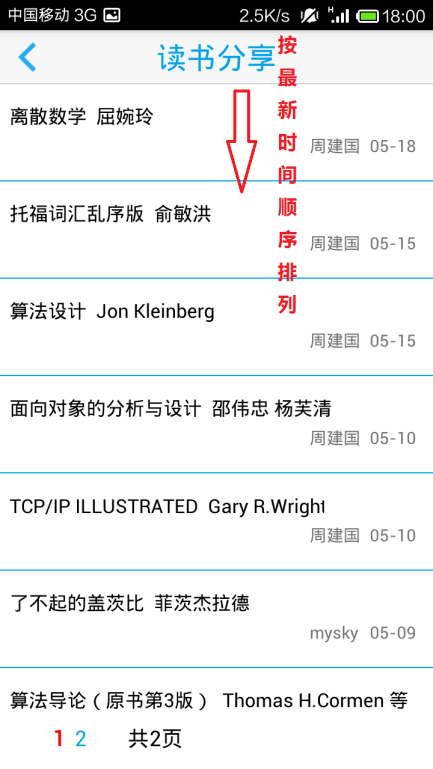 中国移动 3G 2.5K/s H 18:00
读书分享
按最新时间顺序排列
离散数学 屈婉玲
周建国 05-18
托福词汇乱序版 俞敏洪
周建国 05-15
算法设计 Jon Kleinberg
周建国 05-15
面向对象的分析与设计 邵伟忠 杨芙清
周建国 05-10
TCP/IP ILLUSTRATED Gary R.Wright
周建国 05-10
了不起的盖茨比 菲茨杰拉德
mysky 05-09
算法导论（原书第3版） Thomas H.Cormen 等
1 2 共2页